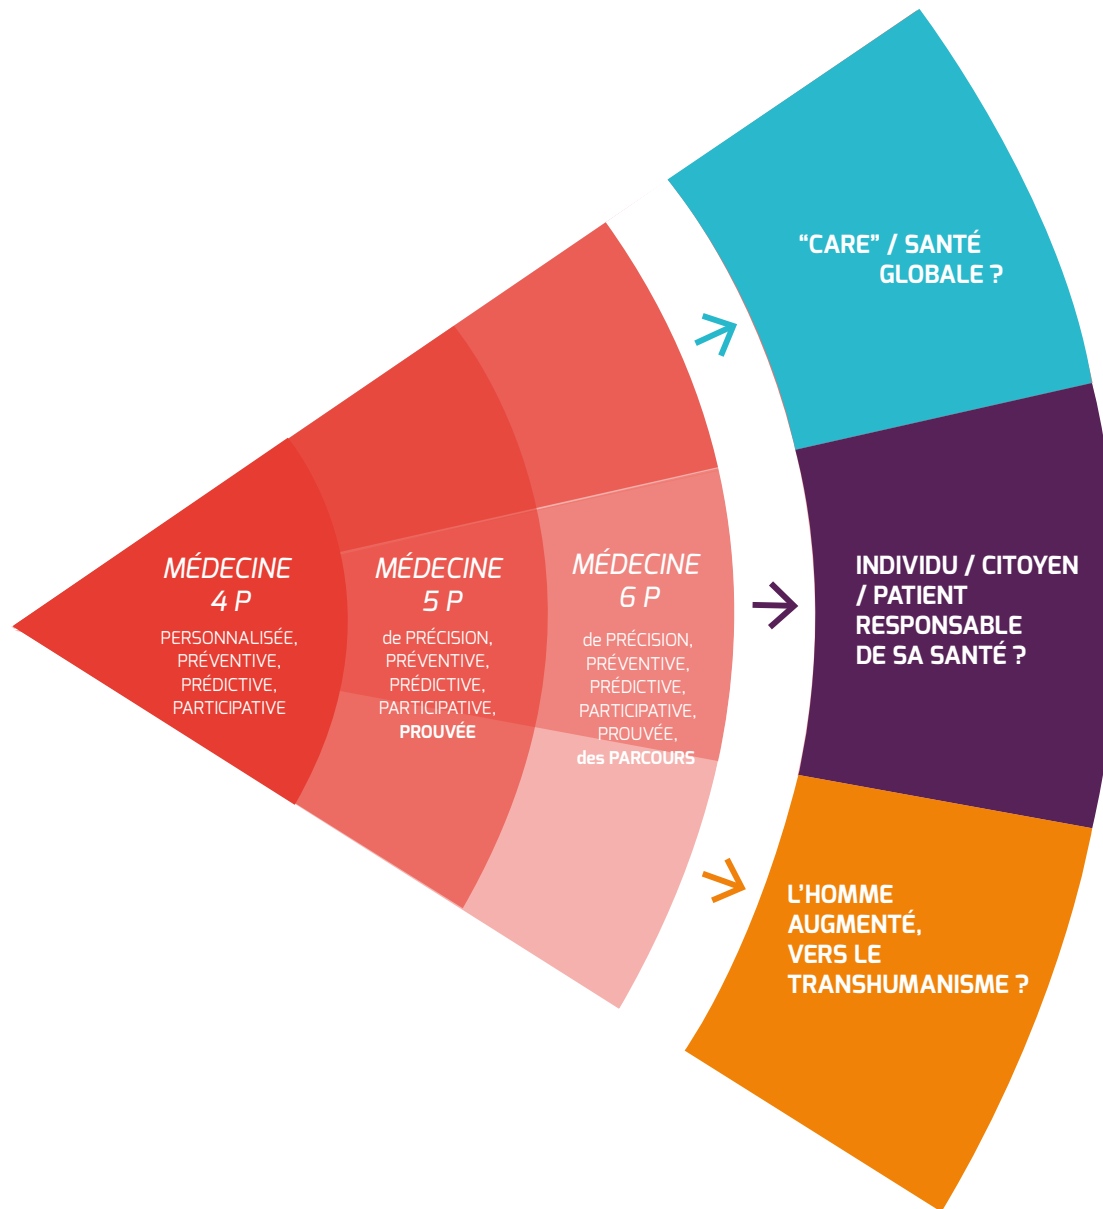 MÉDECINE
4 P
PERSONNALISÉE,
PRÉVENTIVE,
PRÉDICTIVE,
PARTICIPATIVE
MÉDECINE
5 P
de PRÉCISION,
PRÉVENTIVE,
PRÉDICTIVE,
PARTICIPATIVE,
PROUVÉE
MÉDECINE
6 P
de PRÉCISION,
PRÉVENTIVE,
PRÉDICTIVE,
PARTICIPATIVE,
PROUVÉE,
des PARCOURS
“CARE” / SANTÉ
GLOBALE ?
INDIVIDU / CITOYEN
/ PATIENT
RESPONSABLE
DE SA SANTÉ ?
L’HOMME
AUGMENTÉ,
VERS LE
TRANSHUMANISME ?